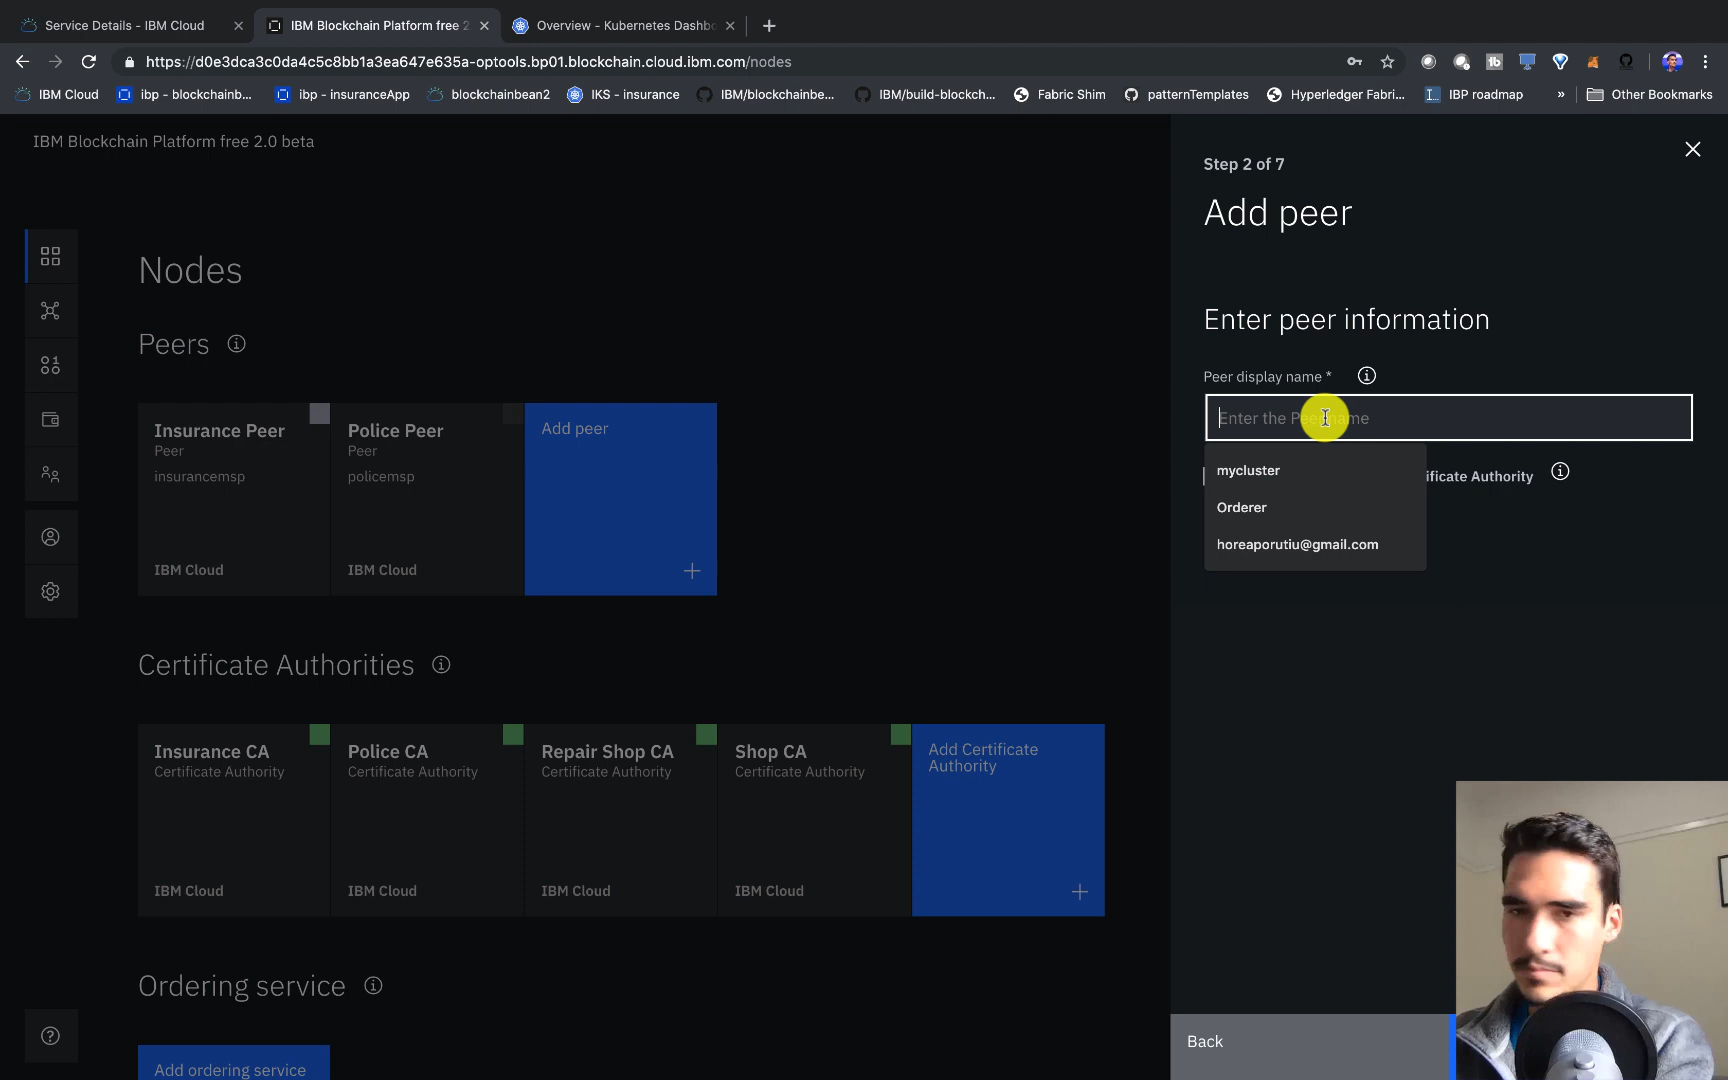 Service Details - IBM Cloud
IBM Blockchain Platform free 2
Overview - Kubernetes Dashbo
https://d0e3dca3c0da4c5c8bb1a3ea647e635a-optools.bp01.blockchain.cloud.ibm.com/nodes
IBM Cloud
ibp - blockchainb...
ibp - insuranceApp
blockchainbean2
IKS - insurance
IBM/blockchainbe...
IBM/build-blockch...
Fabric Shim
patternTemplates
Hyperledger Fabri...
IBP roadmap
»
Other Bookmarks
IBM Blockchain Platform free 2.0 beta
Nodes
Peers
Insurance Peer
Peer
insurancemsp
IBM Cloud
Police Peer
Peer
policemsp
IBM Cloud
Add peer
Certificate Authorities
Insurance CA
Certificate Authority
IBM Cloud
Police CA
Certificate Authority
IBM Cloud
Repair Shop CA
Certificate Authority
IBM Cloud
Shop CA
Certificate Authority
IBM Cloud
Add Certificate
Authority
Ordering service
Add ordering service
Step 2 of 7
Add peer
Enter peer information
Peer display name *
Enter the Peer name
mycluster
Orderer
horeaporutiu@gmail.com
ificate Authority
Back